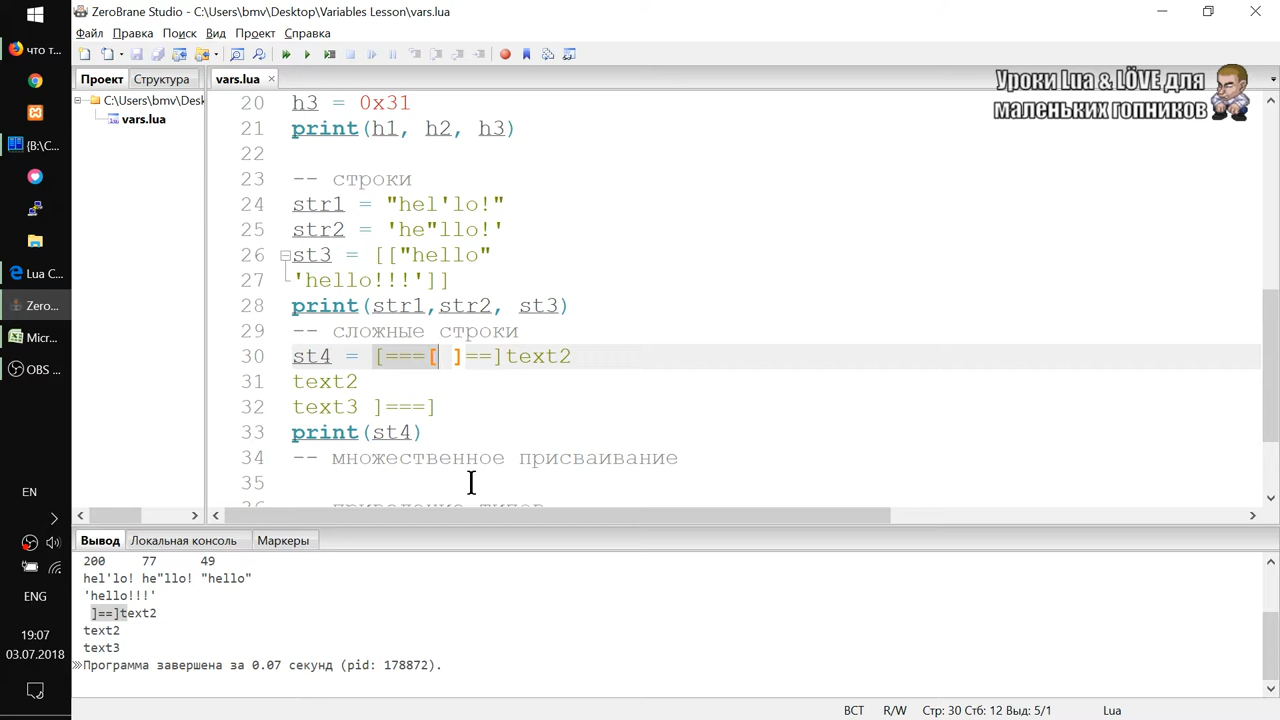 ZeroBrane Studio - C:\Users\bmv\Desktop\Variables Lesson\vars.lua
Файл Правка Поиск Вид Проект Справка
что т...
{B:\C...
Lua C...
Zero...
Micr...
OBS ...
EN
ENG
19:07
03.07.2018
Проект Структура
C:\Users\bmv\Desk
vars.lua
vars.lua
Уроки Lua & LÖVE для
маленьких гопников
20 h3 = 0x31
21 print(h1, h2, h3)
22
23 -- строки
24 str1 = "hel'lo!"
25 str2 = 'he"llo!'
26 st3 = [["hello"
27 'hello!!!']]
28 print(str1,str2, st3)
29 -- сложные строки
30 st4 = [===[ ]==]text2
31 text2
32 text3 ]===]
33 print(st4)
34 -- множественное присваивание
35
Вывод Локальная консоль Маркеры
200 77 49
hel'lo! he"llo! "hello"
'hello!!!'
]==]text2
text2
text3
Программа завершена за 0.07 секунд (pid: 178872).
ВСТ R/W Стр: 30 Стб: 12 Выд: 5/1 Lua